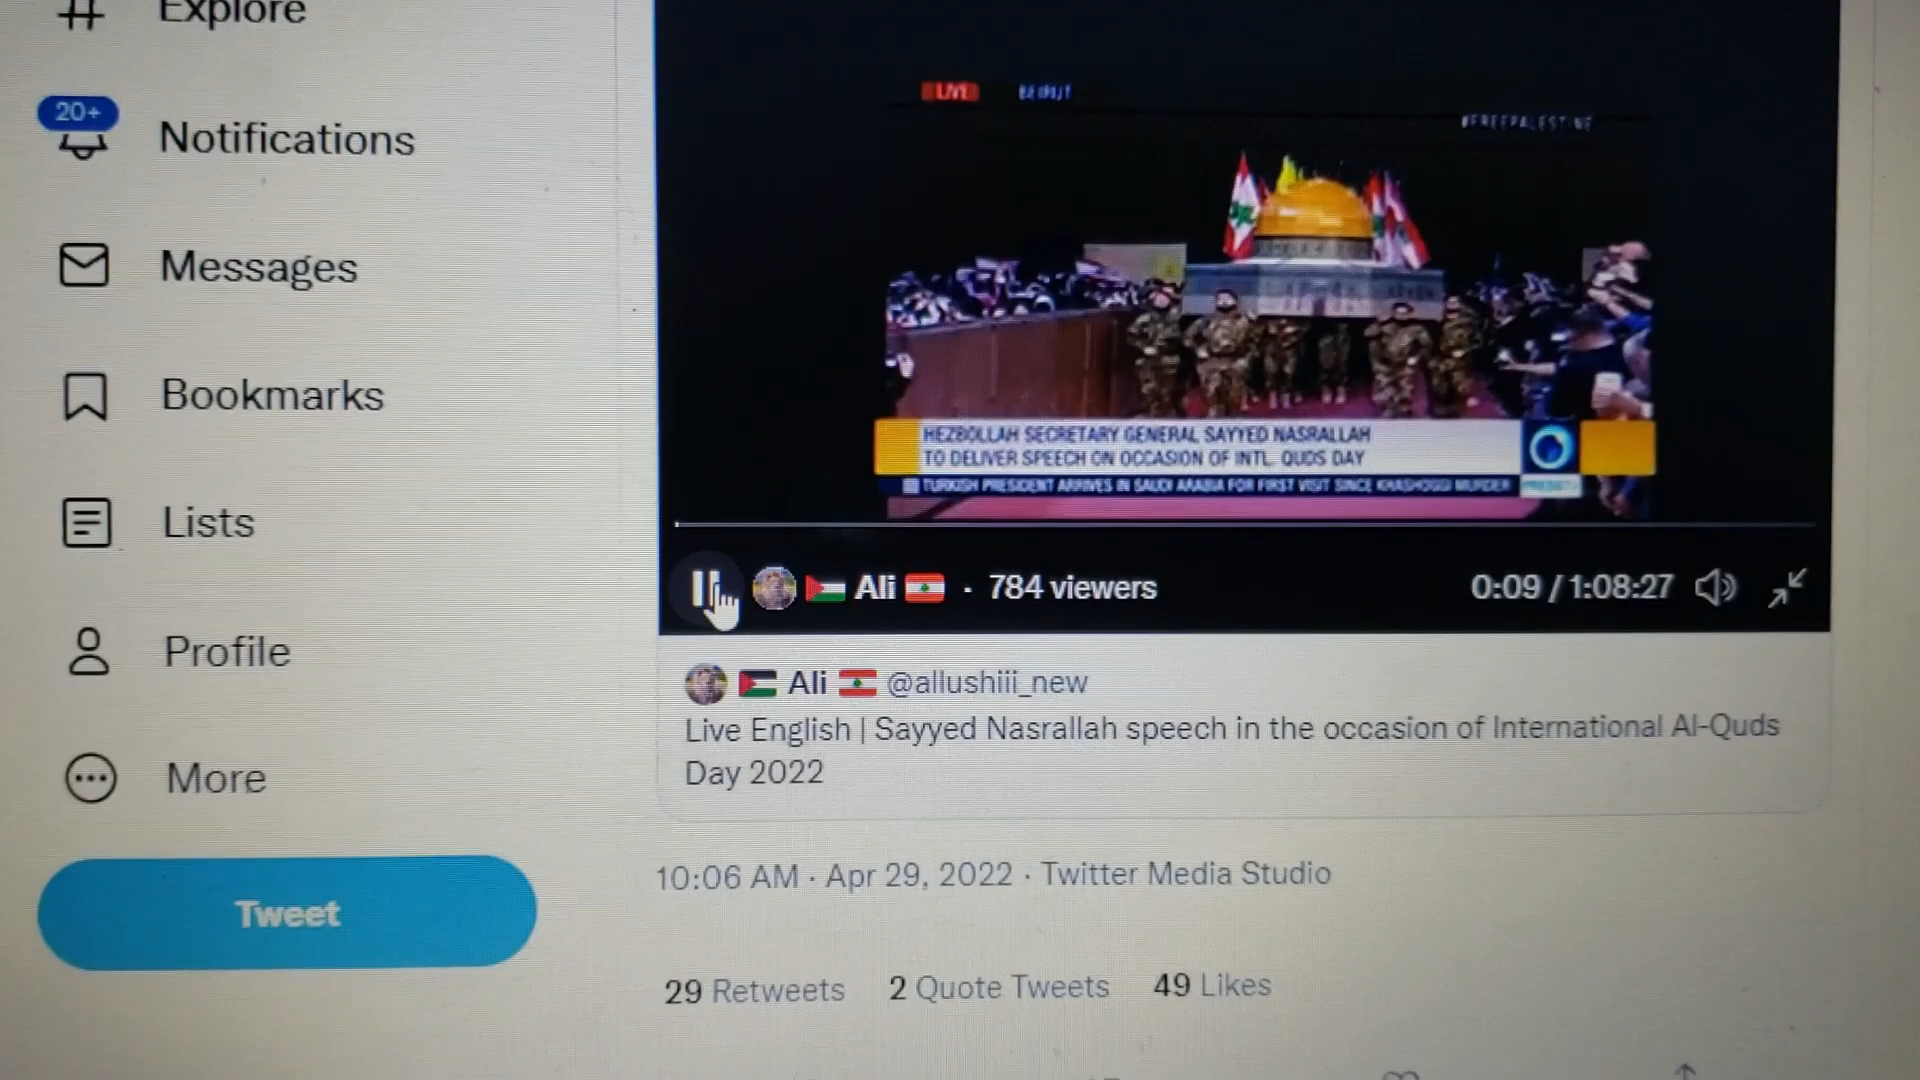 Explore
20+
Notifications
Messages
Bookmarks
Lists
Profile
More
Tweet
LIVE BEIRUT
#FREEPALESTINE
HEZBOLLAH SECRETARY GENERAL SAYYED NASRALLAH
TO DELIVER SPEECH ON OCCASION OF INTL. QUDS DAY
TURKISH PRESIDENT ARRIVES IN SAUDI ARABIA FOR FIRST VISIT SINCE KHASHOGGI MURDER
Ali · 784 viewers 0:09 / 1:08:27
Ali @allushiii_new
Live English | Sayyed Nasrallah speech in the occasion of International Al-Quds
Day 2022
10:06 AM · Apr 29, 2022 · Twitter Media Studio
29 Retweets 2 Quote Tweets 49 Likes